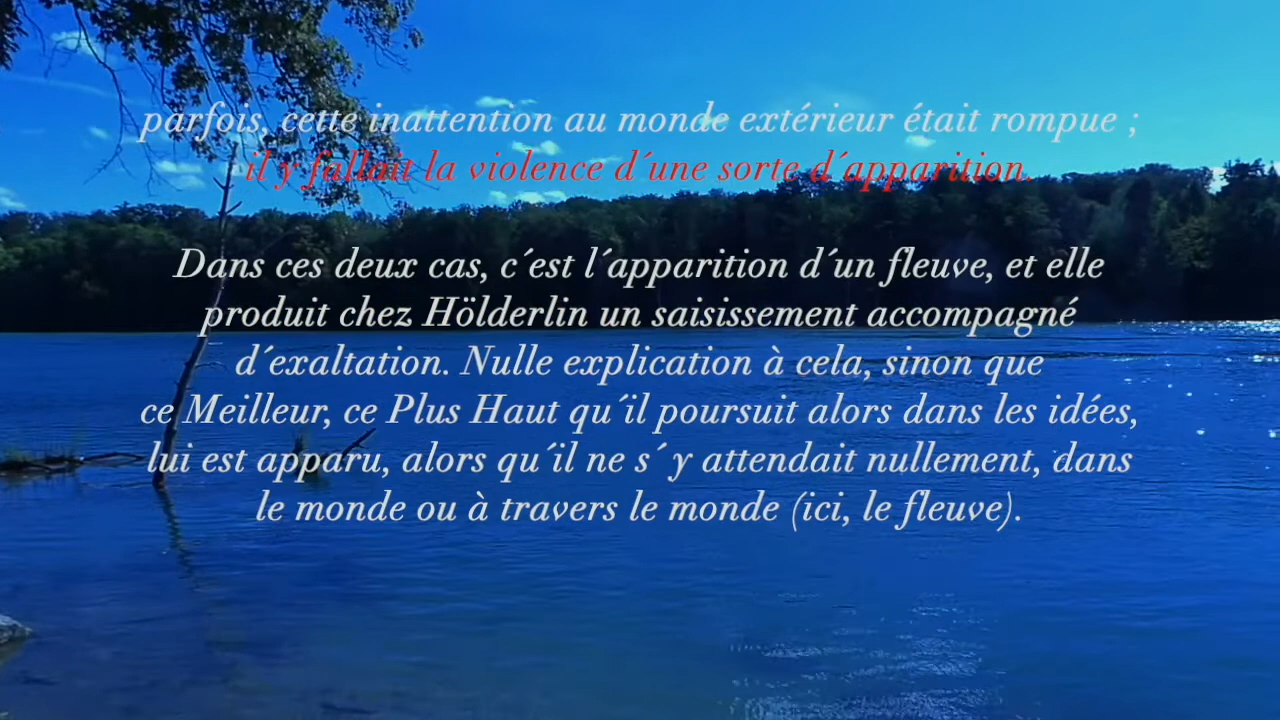 parfois, cette inattention au monde extérieur était rompue ;
il y fallait la violence d´une sorte d´apparition.
Dans ces deux cas, c´est l´apparition d´un fleuve, et elle
produit chez Hölderlin un saisissement accompagné
d´exaltation. Nulle explication à cela, sinon que
ce Meilleur, ce Plus Haut qu´il poursuit alors dans les idées,
lui est apparu, alors qu´il ne s´y attendait nullement, dans
le monde ou à travers le monde (ici, le fleuve).